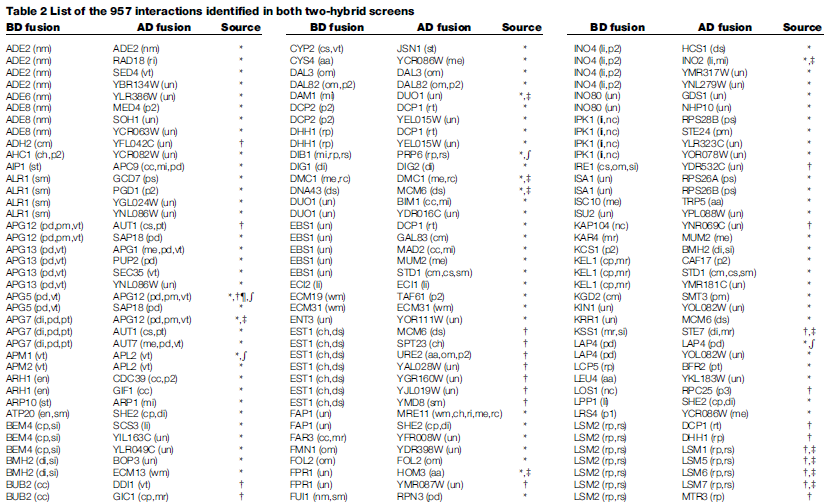 Table 2 List of the 957 interactions identified in both two-hybrid screens
BD fusion AD fusion Source
ADE2 (nm) ADE2 (nm) *
ADE2 (nm) RAD18 (ri) *
ADE2 (nm) SED4 (vt) *
ADE2 (nm) YBR134W (un) *
ADE6 (nm) YLR386W (un) *
ADE8 (nm) MED4 (p2) *
ADE8 (nm) SOH1 (un) *
ADE8 (nm) YCR063W (un) *
ADH2 (cm) YFL042C (un) †
AHC1 (ch,p2) YCR082W (un) *
AIP1 (st) APC9 (cc,mi,pd) *
ALR1 (sm) GCD7 (ps) *
ALR1 (sm) PGD1 (p2) *
ALR1 (sm) YGL024W (un) *
ALR1 (sm) YNL086W (un) *
APG12 (pd,pm,vt) AUT1 (cs,pt) †
APG12 (pd,pm,vt) SAP18 (pd) *
APG13 (pd,vt) APG1 (me,pd,vt) *
APG13 (pd,vt) PUP2 (pd) *
APG13 (pd,vt) SEC35 (vt) *
APG13 (pd,vt) YNL086W (un) *
APG5 (pd,vt) APG12 (pd,pm,vt) *,†¶,∫
APG5 (pd,vt) SAP18 (pd) *
APG7 (di,pd,pt) APG12 (pd,pm,vt) *,‡
APG7 (di,pd,pt) AUT1 (cs,pt) *
APG7 (di,pd,pt) AUT7 (me,pd,vt) *
APM1 (vt) APL2 (vt) *,∫
APM2 (vt) APL2 (vt) *
ARH1 (en) CDC39 (cc,p2) *
ARH1 (en) GIF1 (cc) *
ARP10 (st) ARP1 (mi) *
ATP20 (en,sm) SHE2 (cp,di) *
BEM4 (cp,si) SCS3 (li) *
BEM4 (cp,si) YIL163C (un) *
BEM4 (cp,si) YLR049C (un) *
BMH2 (di,si) BOP3 (un) *
BMH2 (di,si) ECM13 (wm) *
BUB2 (cc) DDI1 (vt) †
BUB2 (cc) GIC1 (cp,mr) †
BD fusion AD fusion Source
CYP2 (cs,vt) JSN1 (st) *
CYS4 (aa) YCR086W (me) *
DAL3 (om) DAL3 (om) *
DAL82 (om,p2) DAL82 (om,p2) *
DAM1 (mi) DUO1 (un) *,‡
DCP2 (p2) DCP1 (rt) *
DCP2 (p2) YEL015W (un) *
DHH1 (rp) DCP1 (rt) *
DHH1 (rp) YEL015W (un) *
DIB1 (mi,rp,rs) PRP6 (rp,rs) *,∫
DIG1 (di) DIG2 (di) *
DMC1 (me,rc) DMC1 (me,rc) *,‡
DNA43 (ds) MCM6 (ds) *,‡
DUO1 (un) BIM1 (cc,mi) *
DUO1 (un) YDR016C (un) *
EBS1 (un) DCP1 (rt) *
EBS1 (un) GAL83 (cm) *
EBS1 (un) MAD2 (cc,mi) *
EBS1 (un) MUM2 (me) *
EBS1 (un) STD1 (cm,cs,sm) *
ECI2 (li) ECI1 (li) *
ECM19 (wm) TAF61 (p2) *
ECM31 (wm) ECM31 (wm) *
ENT3 (un) YOR111W (un) *
EST1 (ch,ds) MCM6 (ds) †
EST1 (ch,ds) SPT23 (ch) †
EST1 (ch,ds) URE2 (aa,om,p2) †
EST1 (ch,ds) YAL028W (un) †
EST1 (ch,ds) YGR160W (un) †
EST1 (ch,ds) YJL019W (un) †
EST1 (ch,ds) YMD8 (sm) †
FAP1 (un) MRE11 (wm,ch,ri,me,rc) *
FAP1 (un) SHE2 (cp,di) *
FAR3 (cc,mr) YFR008W (un) *
FMN1 (om) YDR398W (un) *
FOL2 (om) FOL2 (om) *
FPR1 (un) HOM3 (aa) *,‡
FPR1 (un) YMR087W (un) †
FUI1 (nm,sm) RPN3 (pd) *
BD fusion AD fusion Source
INO4 (li,p2) HCS1 (ds) *
INO4 (li,p2) INO2 (li,mi) *,‡
INO4 (li,p2) YMR317W (un) *
INO4 (li,p2) YNL279W (un) *
INO80 (un) GDS1 (un) *
INO80 (un) NHP10 (un) *
IPK1 (li,nc) RPS28B (ps) *
IPK1 (li,nc) STE24 (pm) *
IPK1 (li,nc) YLR323C (un) *
IPK1 (li,nc) YOR078W (un) *
IRE1 (cs,pm,si) YDR532C (un) †
ISA1 (un) RPS26A (ps) *
ISA1 (un) RPS26B (ps) *
ISC10 (me) TRP5 (aa) *
ISU2 (un) YPL088W (un) *
KAP104 (nc) YNR069C (un) †
KAR4 (mr) MUM2 (me) *
KCS1 (p2) BMH2 (di,si) *
KEL1 (cp,mr) CAF17 (p2) *
KEL1 (cp,mr) STD1 (cm,cs,sm) *
KEL1 (cp,mr) YMR181C (un) *
KGD2 (cm) SMT3 (pm) *
KIN1 (un) YOL082W (un) *
KRR1 (un) MCM6 (ds) *
KSS1 (mr,si) STE7 (di,mr) †,‡
LAP4 (pd) LAP4 (pd) *,∫
LAP4 (pd) YOL082W (un) *
LCP5 (rp) BFR2 (pt) *
LEU4 (aa) YKL183W (un) *
LOS1 (nc) RPC25 (p3) †
LPP1 (li) SHE2 (cp,di) *
LRS4 (p1) YCR086W (me) *
LSM2 (rp,rs) DCP1 (rt) †
LSM2 (rp,rs) DHH1 (rp) †
LSM2 (rp,rs) LSM1 (rp,rs) †,‡
LSM2 (rp,rs) LSM5 (rp,rs) †,‡
LSM2 (rp,rs) LSM6 (rp,rs) *,‡
LSM2 (rp,rs) LSM7 (rp,rs) †,‡
LSM2 (rp,rs) MTR3 (rp) †